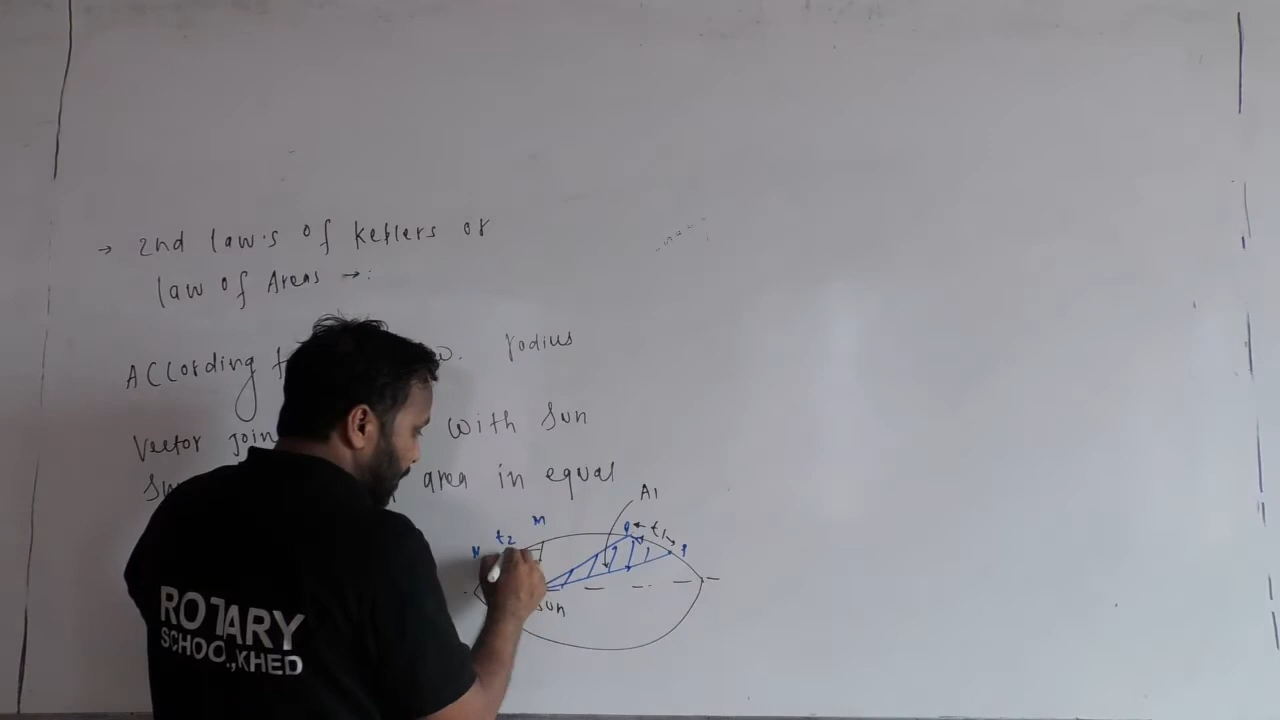 → 2nd law's of Keplers or
law of Areas →:
According radius
Vector join with Sun
area in equal
A1
M
t2
N
Q
t1
P
Sun
ROTARY
SCHOOL, KHED